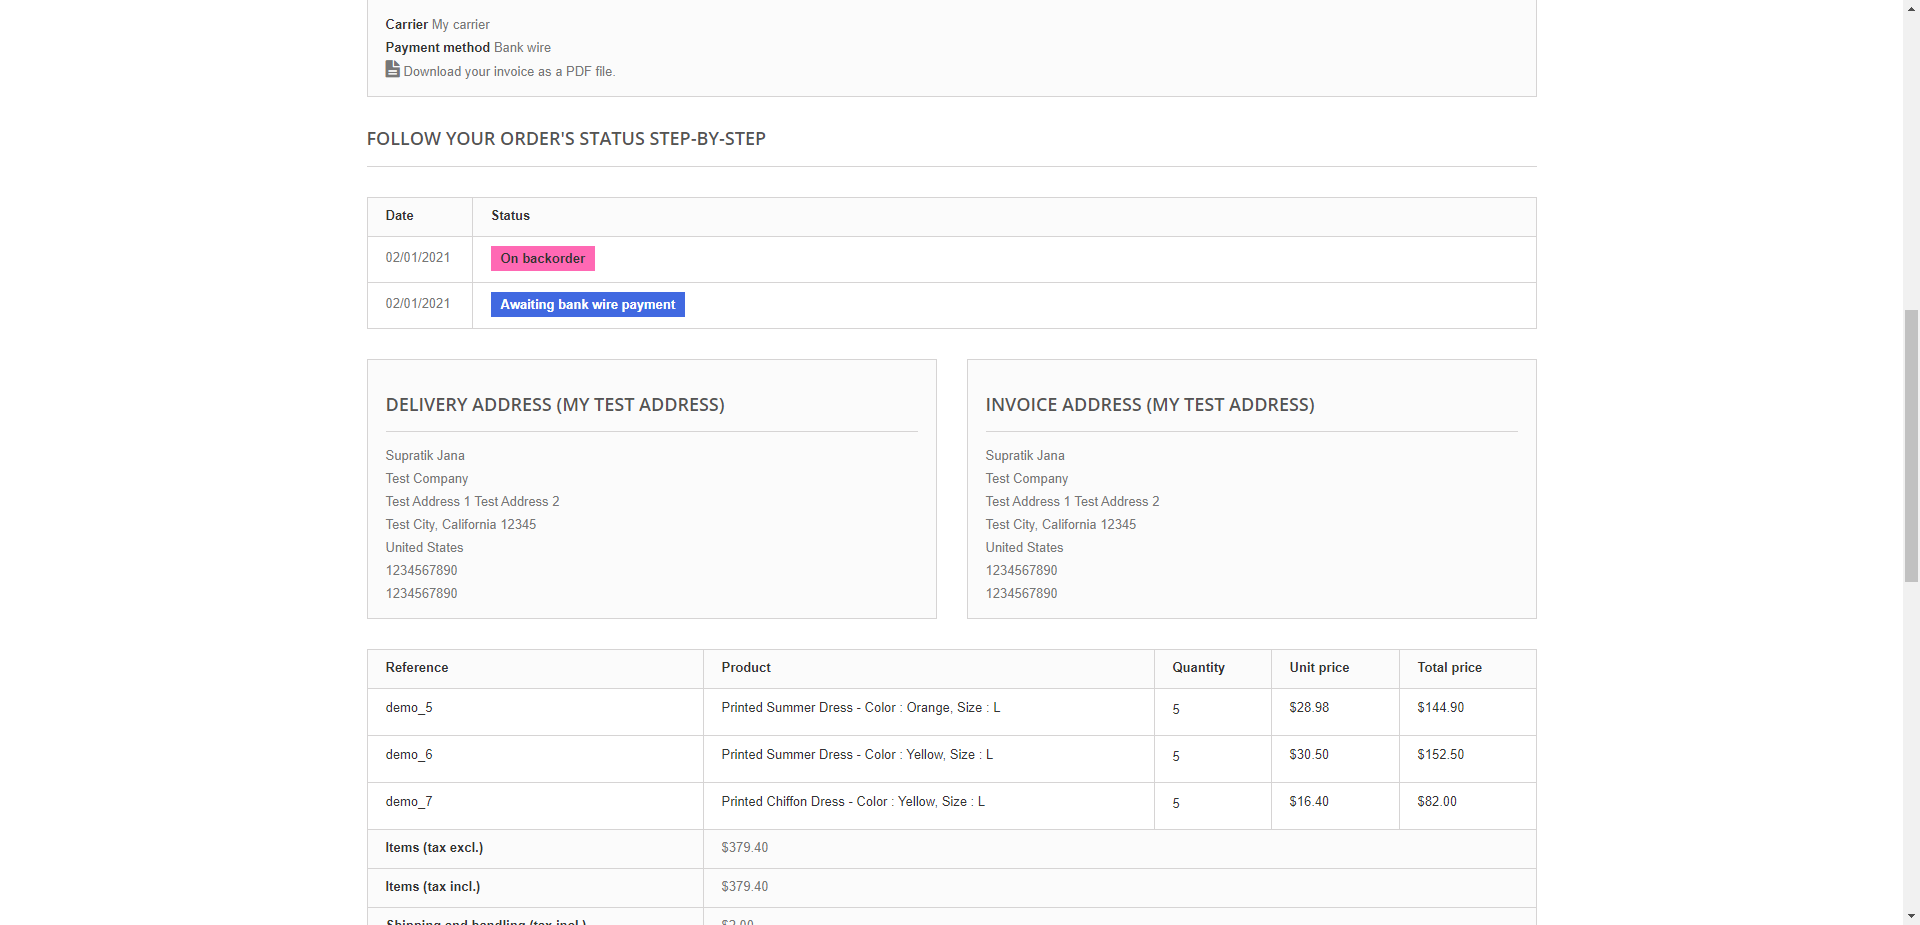 Carrier My carrier
Payment method Bank wire
Download your invoice as a PDF file.
FOLLOW YOUR ORDER'S STATUS STEP-BY-STEP
Date Status
02/01/2021 On backorder
02/01/2021 Awaiting bank wire payment
DELIVERY ADDRESS (MY TEST ADDRESS)
Supratik Jana
Test Company
Test Address 1 Test Address 2
Test City, California 12345
United States
1234567890
1234567890
INVOICE ADDRESS (MY TEST ADDRESS)
Supratik Jana
Test Company
Test Address 1 Test Address 2
Test City, California 12345
United States
1234567890
1234567890
Reference Product Quantity Unit price Total price
demo_5 Printed Summer Dress - Color : Orange, Size : L 5 $28.98 $144.90
demo_6 Printed Summer Dress - Color : Yellow, Size : L 5 $30.50 $152.50
demo_7 Printed Chiffon Dress - Color : Yellow, Size : L 5 $16.40 $82.00
Items (tax excl.) $379.40
Items (tax incl.) $379.40
Shipping and handling (tax incl.) $2.00